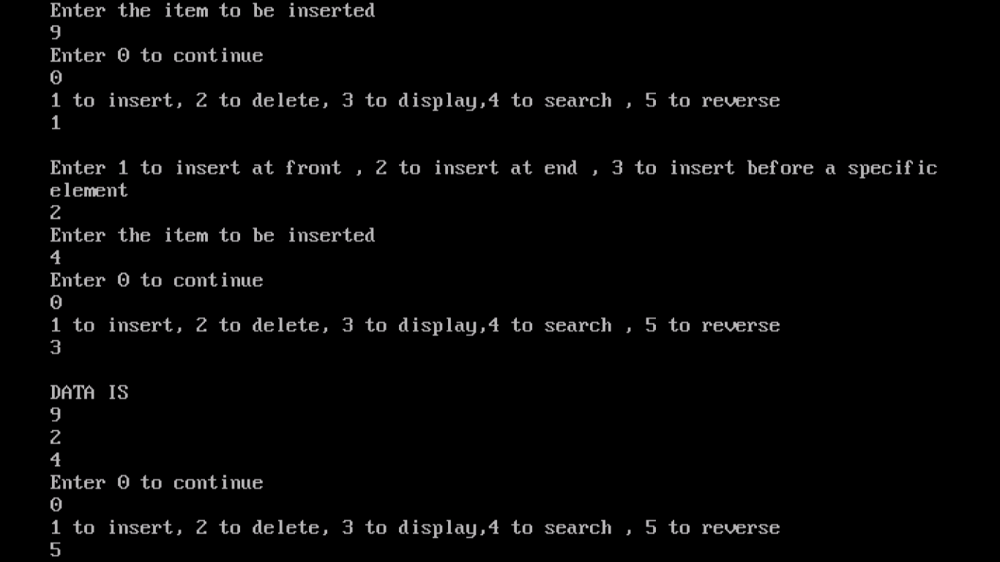 Enter the item to be inserted
9
Enter 0 to continue
0
1 to insert, 2 to delete, 3 to display,4 to search , 5 to reverse
1
Enter 1 to insert at front , 2 to insert at end , 3 to insert before a specific
element
2
Enter the item to be inserted
4
Enter 0 to continue
0
1 to insert, 2 to delete, 3 to display,4 to search , 5 to reverse
3
DATA IS
9
2
4
Enter 0 to continue
0
1 to insert, 2 to delete, 3 to display,4 to search , 5 to reverse
5